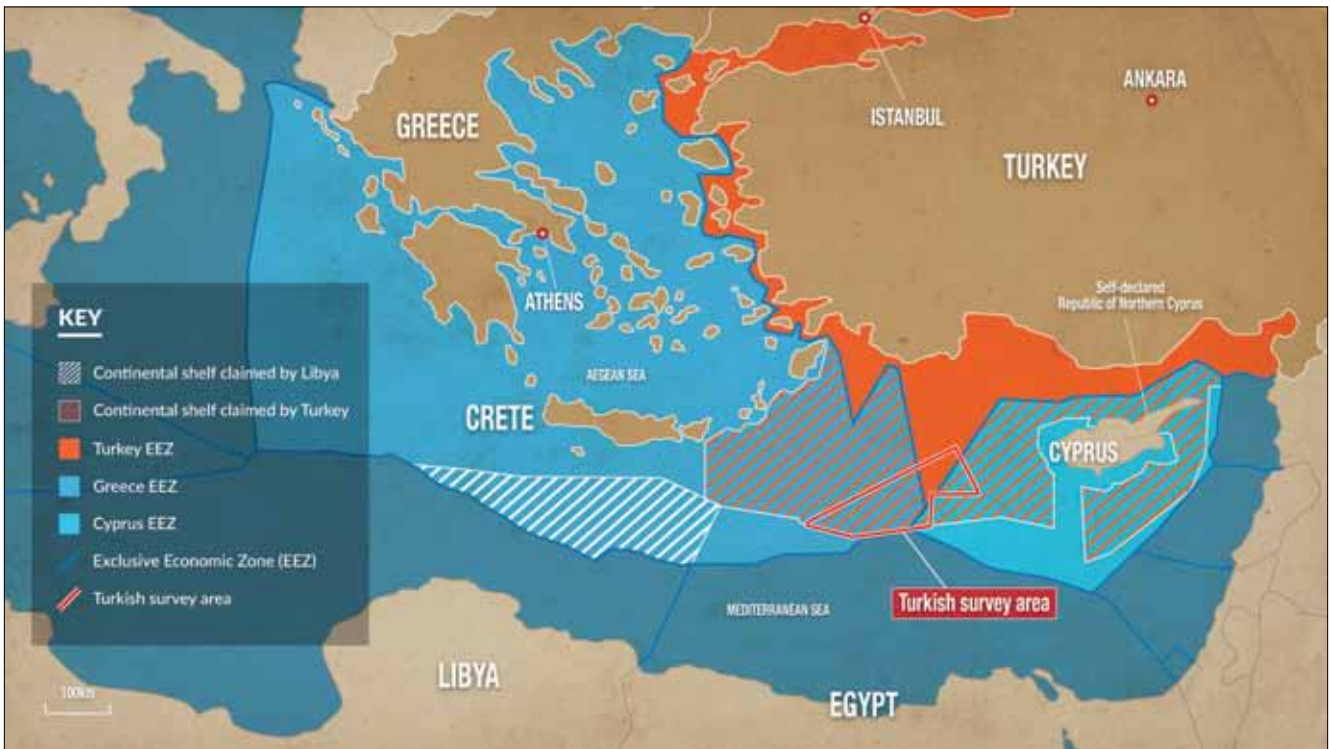 ISTANBUL
ANKARA
GREECE
TURKEY
ATHENS
Self-declared
Republic of Northern Cyprus
AEGEAN SEA
CRETE
CYPRUS
KEY
Continental shelf claimed by Libya
Continental shelf claimed by Turkey
Turkey EEZ
Greece EEZ
Cyprus EEZ
Exclusive Economic Zone (EEZ)
Turkish survey area
Turkish survey area
MEDITERRANEAN SEA
LIBYA
EGYPT
100km